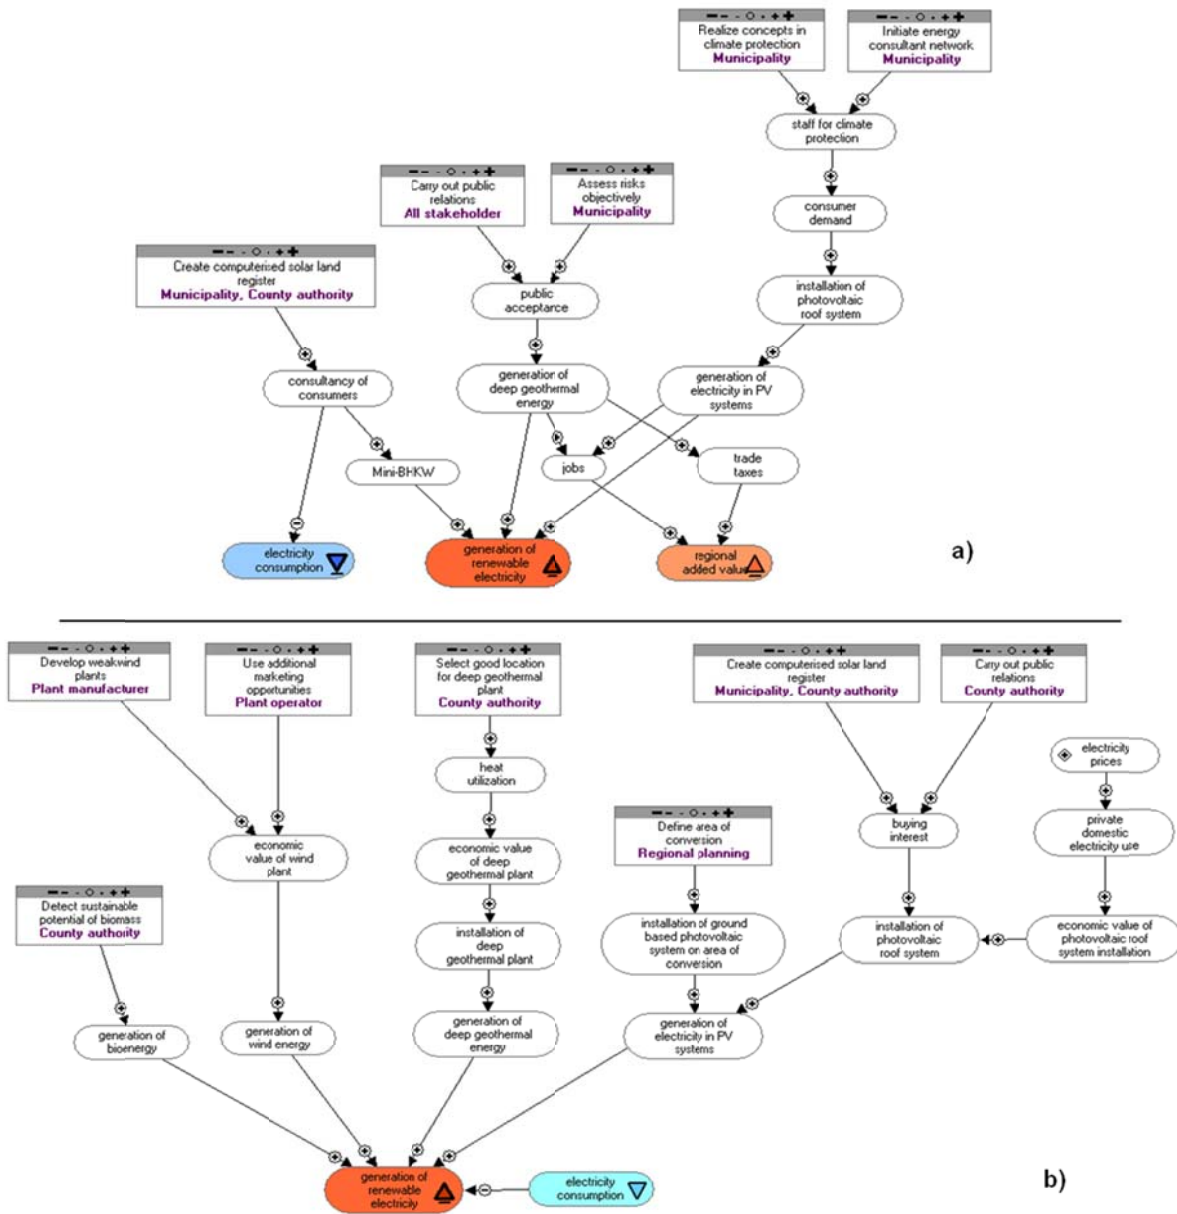 Realize concepts in
climate protection
Municipality
Initiate energy
consultant network
Municipality
staff for climate
protection
Carry out public
relations
All stakeholder
Assess risks
objectively
Municipality
consumer
demand
Create computerised solar land
register
Municipality, County authority
public
acceptance
installation of
photovoltaic
roof system
consultancy of
consumers
generation of
deep geothermal
energy
generation of
electricity in PV
systems
Mini-BHKW
jobs
trade
taxes
electricity
consumption
generation of
renewable
electricity
regional
added value
a)
Develop weakwind
plants
Plant manufacturer
Use additional
marketing
opportunities
Plant operator
Select good location
for deep geothermal
plant
County authority
Create computerised solar land
register
Municipality, County authority
Carry out public
relations
County authority
heat
utilization
electricity
prices
Define area of
conversion
Regional planning
buying
interest
private
domestic
electricity use
economic
value of wind
plant
economic value
of deep
geothermal plant
Detect sustainable
potential of biomass
County authority
installation of
deep
geothermal plant
installation of ground
based photovoltaic
system on area of
conversion
installation of
photovoltaic
roof system
economic value of
photovoltaic roof
system installation
generation of
bioenergy
generation of
wind energy
generation of
deep geothermal
energy
generation of
electricity in PV
systems
generation of
renewable
electricity
electricity
consumption
b)